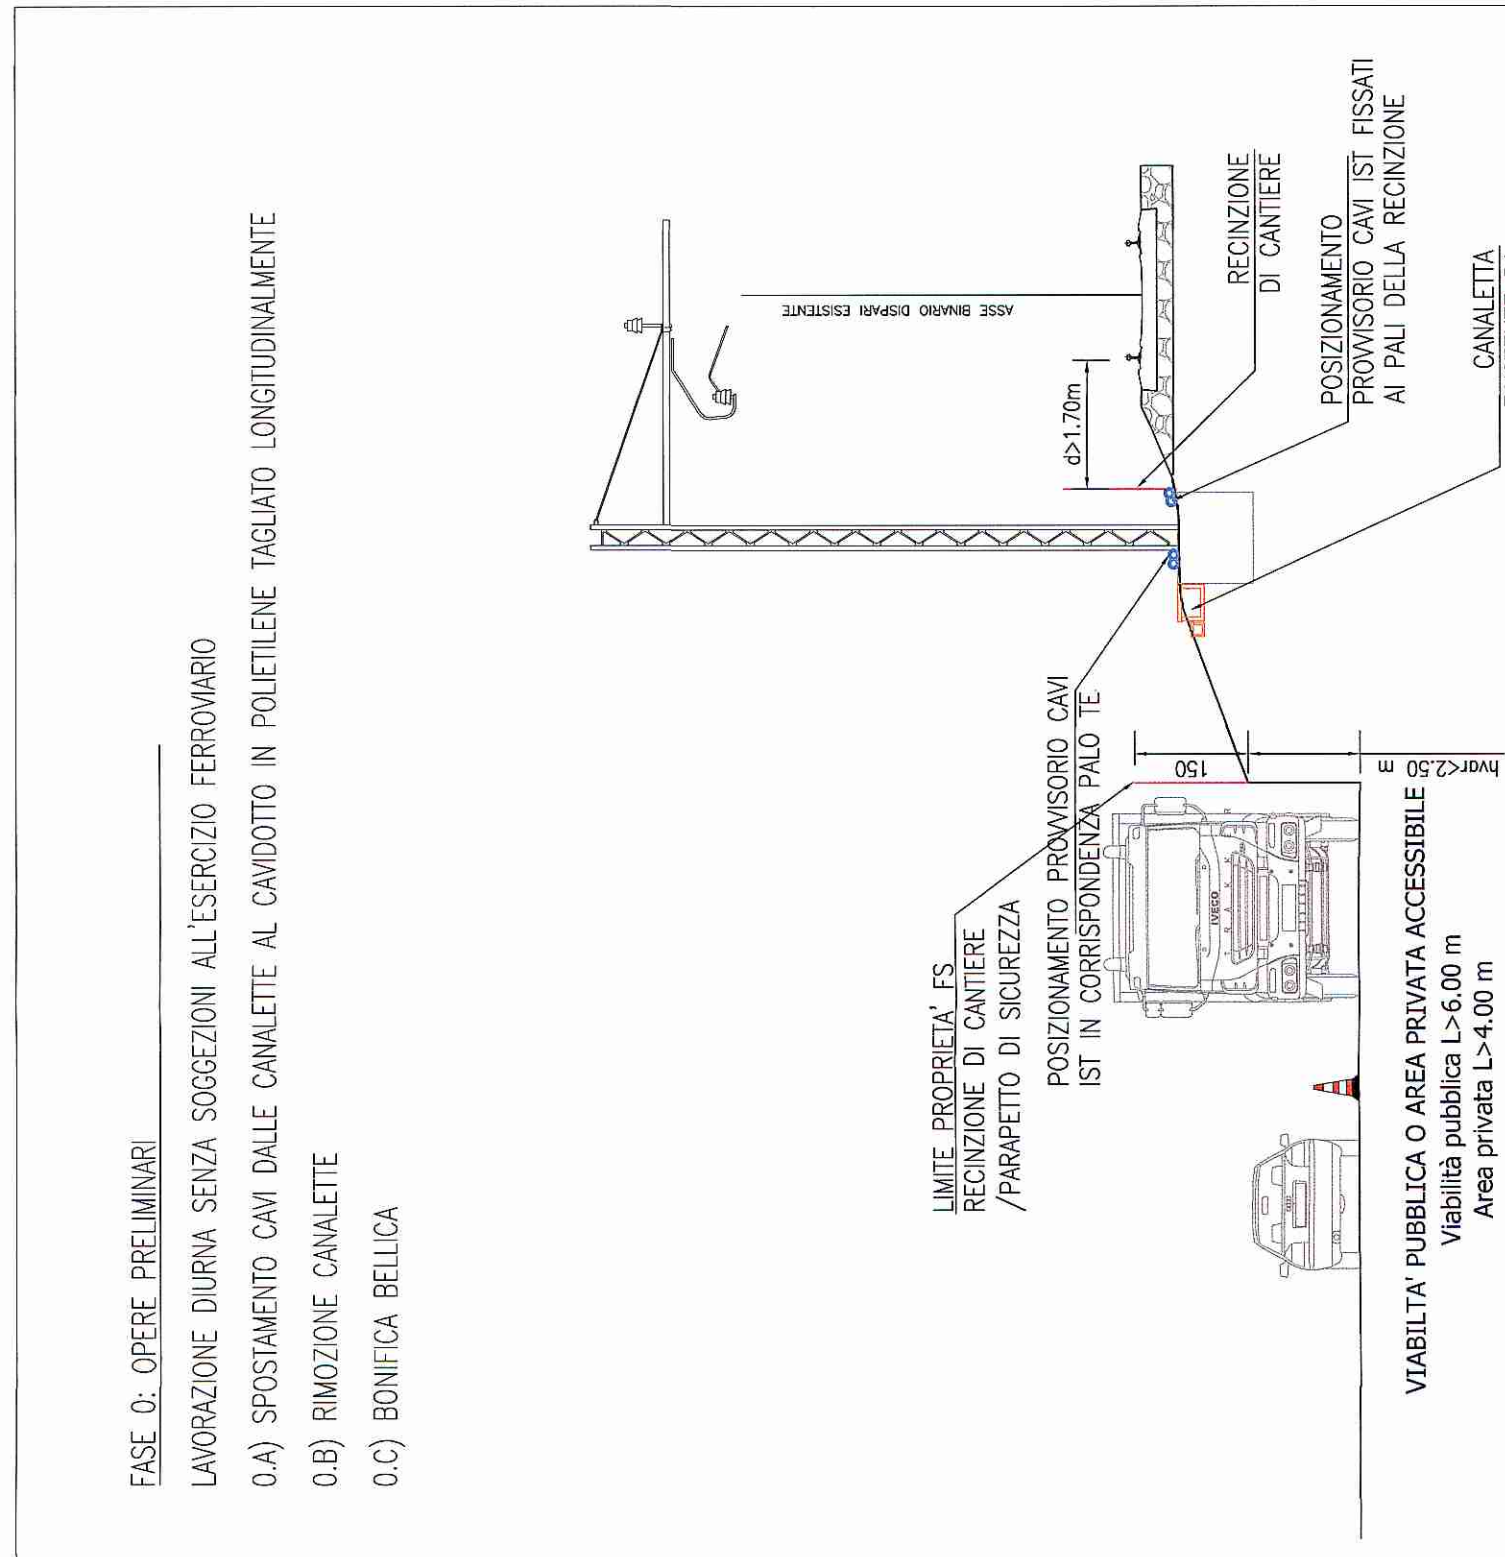 FASE 0: OPERE PRELIMINARI
LAVORAZIONE DIURNA SENZA SOGGEZIONI ALL'ESERCIZIO FERROVIARIO
0.A) SPOSTAMENTO CAVI DALLE CANALETTE AL CAVIDOTTO IN POLIETILENE TAGLIATO LONGITUDINALMENTE
0.B) RIMOZIONE CANALETTE
0.C) BONIFICA BELLICA
ASSE BINARIO DISPARI ESISTENTE
d>1.70m
RECINZIONE
DI CANTIERE
POSIZIONAMENTO
PROVVISORIO CAVI IST FISSATI
AI PALI DELLA RECINZIONE
CANALETTA
LIMITE PROPRIETA' FS
RECINZIONE DI CANTIERE
/PARAPETTO DI SICUREZZA
POSIZIONAMENTO PROVVISORIO CAVI
IST IN CORRISPONDENZA PALO TE.
150
hvar<2.50
m
IVECO
T R A K K E R
VIABILTA' PUBBLICA O AREA PRIVATA ACCESSIBILE
Viabilità pubblica L>6.00 m
Area privata L>4.00 m